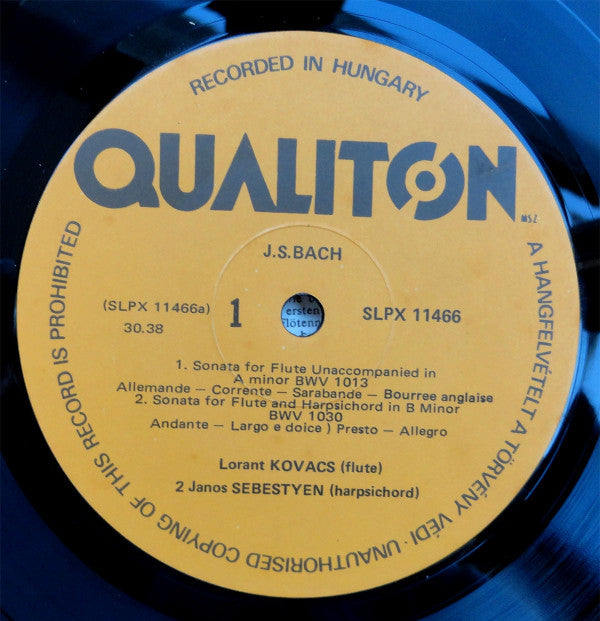 RECORDED IN HUNGARY
QUALITON
MSZ
J.S.BACH
(SLPX 11466a)
30.38
1
SLPX 11466
ersten
1. Sonata for Flute Unaccompanied in
A minor BWV 1013
Allemande — Corrente — Sarabande — Bourree anglaise
2. Sonata for Flute and Harpsichord in B Minor
BWV 1030
Andante — Largo e dolce ) Presto — Allegro
Lorant KOVACS (flute)
2 Janos SEBESTYEN (harpsichord)
A HANGFELVÉTELT A TÖRVÉNY VÉDI · UNAUTHORISED COPYING OF THIS RECORD IS PROHIBITED